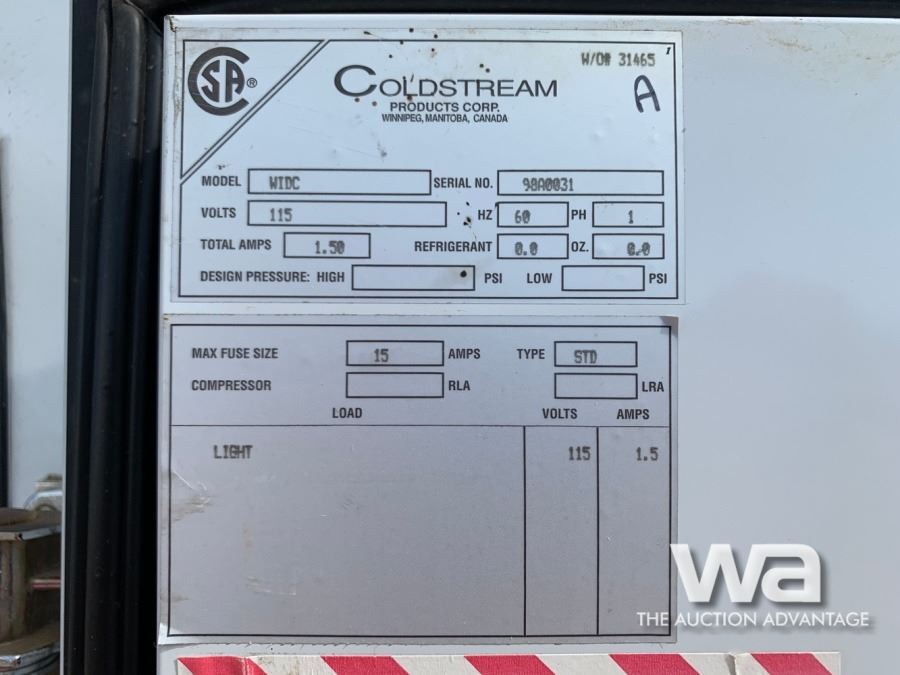 CSA®
W/O# 31465 1
COLDSTREAM A
PRODUCTS CORP.
WINNIPEG, MANITOBA, CANADA
MODEL WIDC SERIAL NO. 98A0031
VOLTS 115 HZ 60 PH 1
TOTAL AMPS 1.50 REFRIGERANT 0.0 OZ. 0.0
DESIGN PRESSURE: HIGH PSI LOW PSI
MAX FUSE SIZE 15 AMPS TYPE STD
COMPRESSOR RLA LRA
LOAD VOLTS AMPS
LIGHT 115 1.5
wa
THE AUCTION ADVANTAGE